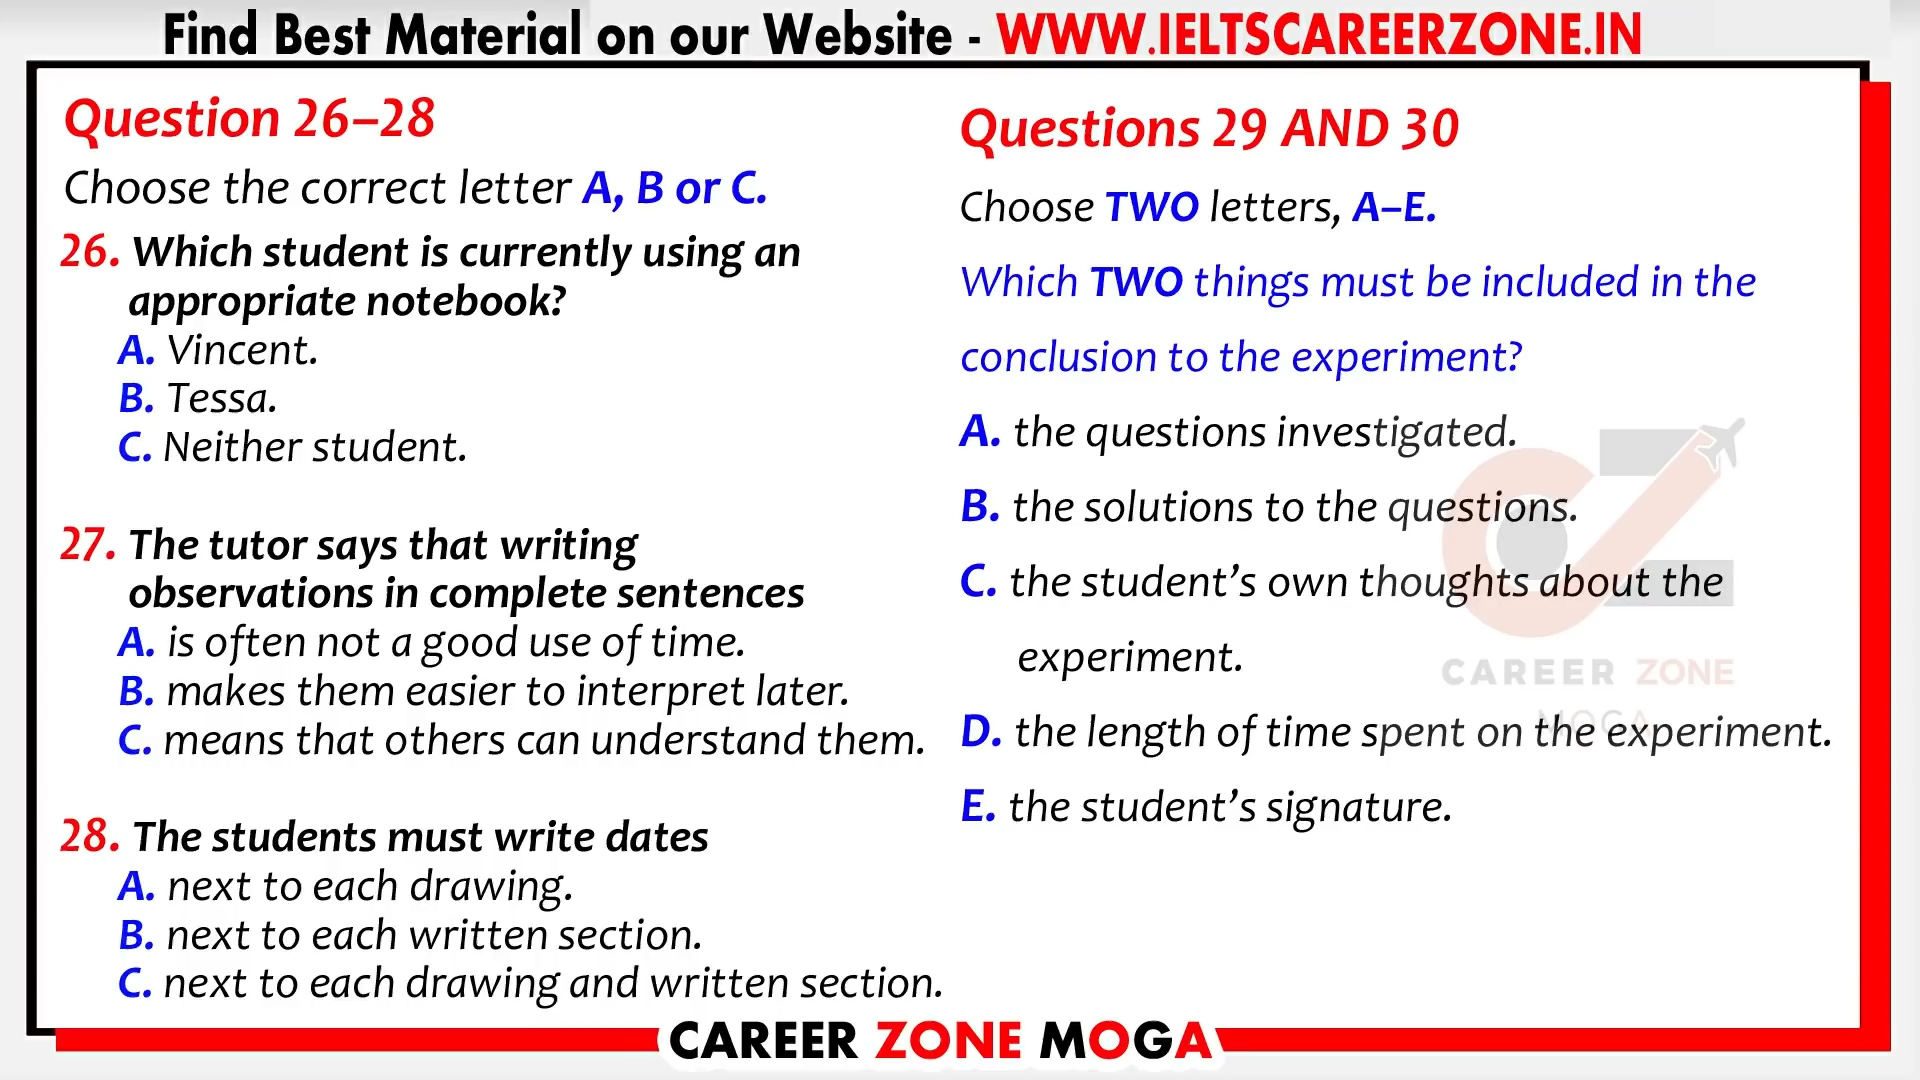 Find Best Material on our Website - WWW.IELTSCAREERZONE.IN
Question 26–28
Choose the correct letter A, B or C.
26. Which student is currently using an
appropriate notebook?
A. Vincent.
B. Tessa.
C. Neither student.
27. The tutor says that writing
observations in complete sentences
A. is often not a good use of time.
B. makes them easier to interpret later.
C. means that others can understand them.
28. The students must write dates
A. next to each drawing.
B. next to each written section.
C. next to each drawing and written section.
Questions 29 AND 30
Choose TWO letters, A–E.
Which TWO things must be included in the
conclusion to the experiment?
A. the questions investigated.
B. the solutions to the questions.
C. the student’s own thoughts about the
experiment.
D. the length of time spent on the experiment.
E. the student’s signature.
CAREER ZONE
MOGA
CAREER ZONE MOGA